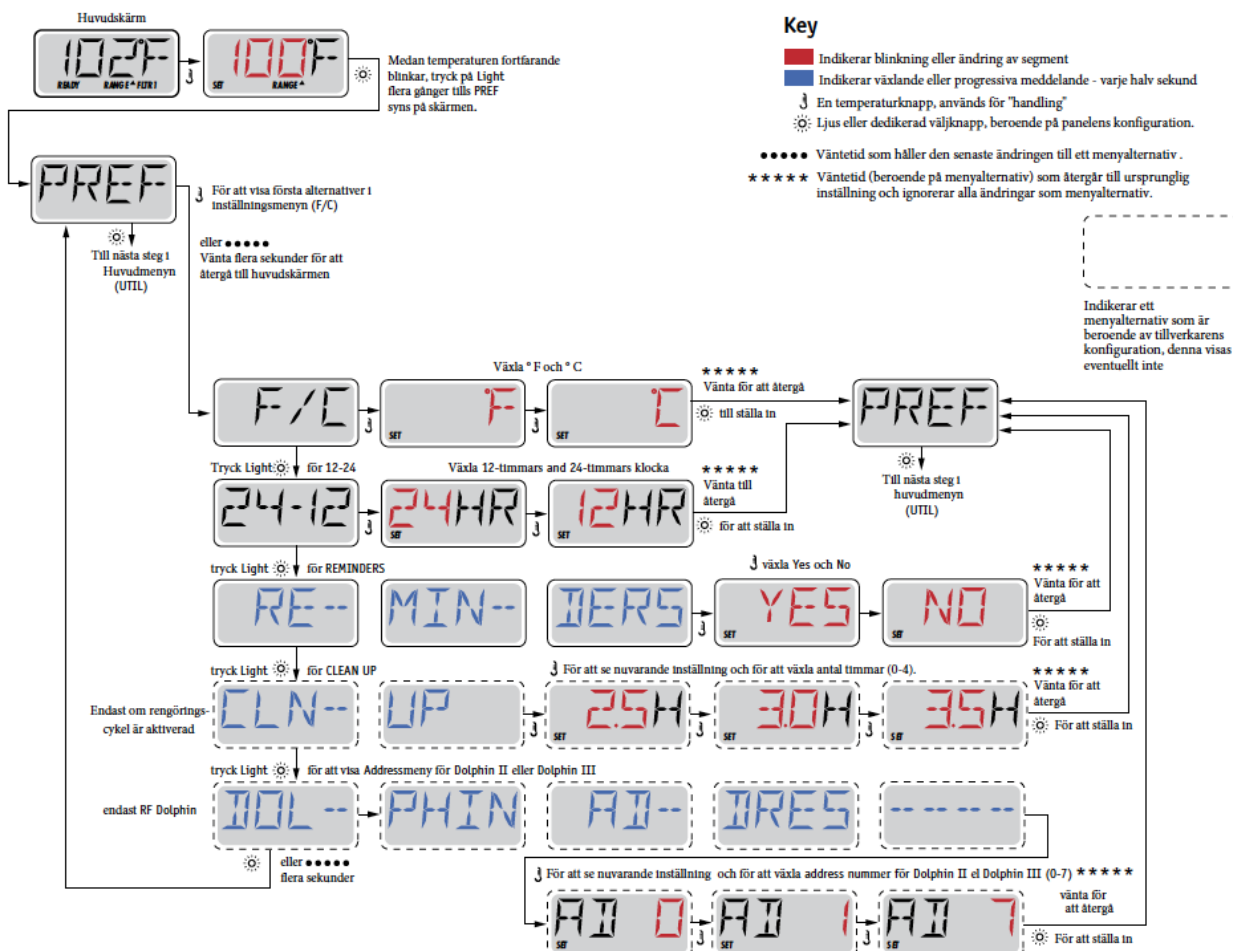 Huvudskärm
102°F
READY RANGE FLTR1
100°F
SET RANGE
Medan temperaturen fortfarande
blinkar, tryck på Light
flera gånger tills PREF
syns på skärmen.
Key
Indikerar blinkning eller ändring av segment
Indikerar växlande eller progressiva meddelande - varje halv sekund
En temperaturknapp, används för "handling"
Ljus eller dedikerad väljknapp, beroende på panelens konfiguration.
••••• Väntetid som håller den senaste ändringen till ett menyalternativ .
***** Väntetid (beroende på menyalternativ) som återgår till ursprunglig
inställning och ignorerar alla ändringar som menyalternativ.
Indikerar ett
menyalternativ som är
beroende av tillverkarens
konfiguration, denna visas
eventuellt inte
PREF
För att visa första alternativer i
inställningsmenyn (F/C)
Till nästa steg i
Huvudmenyn
(UTIL)
eller •••••
Vänta flera sekunder för att
återgå till huvudskärmen
Växla ° F och ° C
F/C
°F
SET
°C
SET
*****
Vänta för att
återgå
till ställa in
PREF
Till nästa steg i
huvudmenyn
(UTIL)
Tryck Light för 12-24
Växla 12-timmars and 24-timmars klocka
24-12
24HR
SET
12HR
SET
*****
Vänta till
återgå
för att ställa in
tryck Light för REMINDERS
växla Yes och No
RE--
MIN--
DERS
YES
SET
NO
SET
*****
Vänta för att
återgå
För att ställa in
tryck Light för CLEAN UP
För att se nuvarande inställning och för att växla antal timmar (0-4).
Endast om rengörings-
cykel är aktiverad
CLN--
UP
2.5H
SET
3.0H
SET
3.5H
SET
*****
Vänta för att
återgå
För att ställa in
tryck Light för att visa Addressmeny för Dolphin II eller Dolphin III
endast RF Dolphin
DOL--
PHIN
AD--
DRES
-----
eller •••••
flera sekunder
För att se nuvarande inställning och för att växla address nummer för Dolphin II el Dolphin III (0-7) *****
AD 0
SET
AD 1
SET
AD 7
SET
vänta för
att återgå
För att ställa in